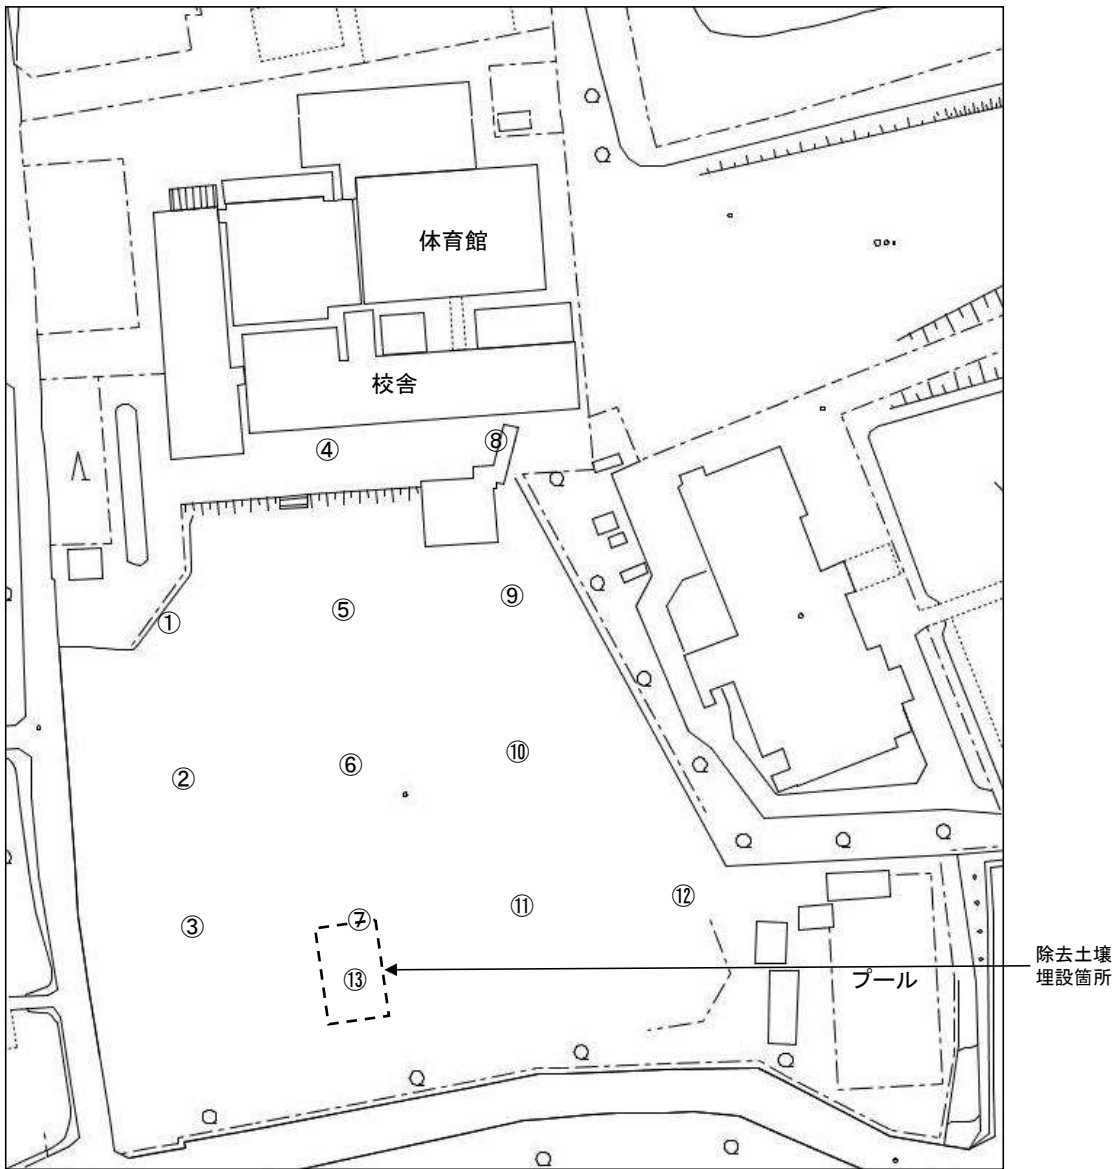 体育館
校舎
④
⑧
⑨
⑤
①
⑩
⑥
②
⑫
⑪
⑦
③
除去土壌
埋設箇所
⑬
プール